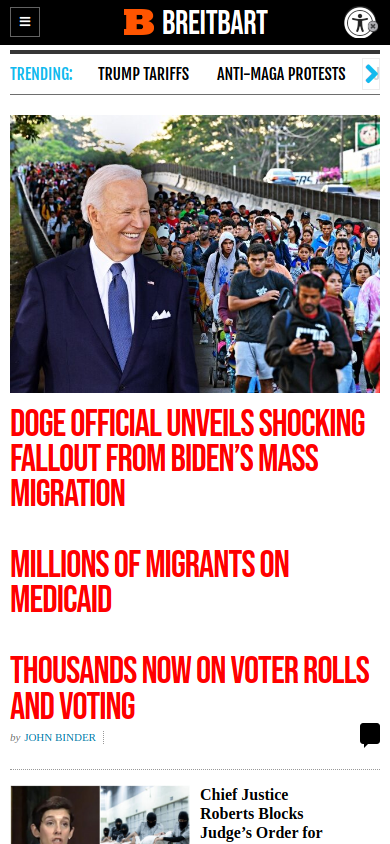 BREITBART
TRENDING: TRUMP TARIFFS ANTI-MAGA PROTESTS
DOGE OFFICIAL UNVEILS SHOCKING
FALLOUT FROM BIDEN'S MASS
MIGRATION
MILLIONS OF MIGRANTS ON
MEDICAID
THOUSANDS NOW ON VOTER ROLLS
AND VOTING
by JOHN BINDER
Chief Justice
Roberts Blocks
Judge's Order for